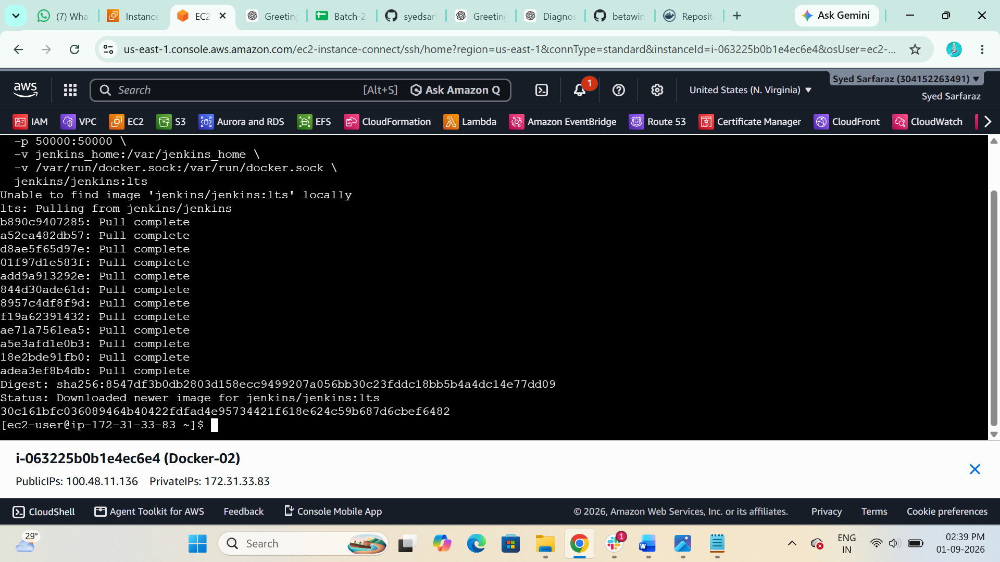 (7) Wha
Instance
EC2
Greeting
Batch-2
syedsarf
Greeting
Diagnos
betawin
Reposit
Ask Gemini
us-east-1.console.aws.amazon.com/ec2-instance-connect/ssh/home?region=us-east-1&connType=standard&instanceId=i-063225b0b1e4ec6e4&osUser=ec2-...
aws
Search
[Alt+S]
Ask Amazon Q
1
United States (N. Virginia) ▼
Syed Sarfaraz (304152263491) ▼
Syed Sarfaraz
IAM
VPC
EC2
S3
Aurora and RDS
EFS
CloudFormation
Lambda
Amazon EventBridge
Route 53
Certificate Manager
CloudFront
CloudWatch
-p 50000:50000 \
-v jenkins_home:/var/jenkins_home \
-v /var/run/docker.sock:/var/run/docker.sock \
jenkins/jenkins:lts
Unable to find image 'jenkins/jenkins:lts' locally
lts: Pulling from jenkins/jenkins
b890c9407285: Pull complete
a52ea482db57: Pull complete
d8ae5f65d97e: Pull complete
01f97d1e583f: Pull complete
add9a913292e: Pull complete
844d30ade61d: Pull complete
8957c4df8f9d: Pull complete
f19a62391432: Pull complete
ae71a7561ea5: Pull complete
a5e3afd1e0b3: Pull complete
18e2bde91fb0: Pull complete
adea3ef8b4db: Pull complete
Digest: sha256:8547df3b0db2803d158ecc9499207a056bb30c23fddc18bb5b4a4dc14e77dd09
Status: Downloaded newer image for jenkins/jenkins:lts
30c161bfc036089464b40422fdfad4e95734421f618e624c59b687d6cbef6482
[ec2-user@ip-172-31-33-83 ~]$
i-063225b0b1e4ec6e4 (Docker-02)
PublicIPs: 100.48.11.136 PrivateIPs: 172.31.33.83
CloudShell
Agent Toolkit for AWS
Feedback
Console Mobile App
© 2026, Amazon Web Services, Inc. or its affiliates.
Privacy
Terms
Cookie preferences
29°
Search
1
ENG
IN
02:39 PM
01-09-2026